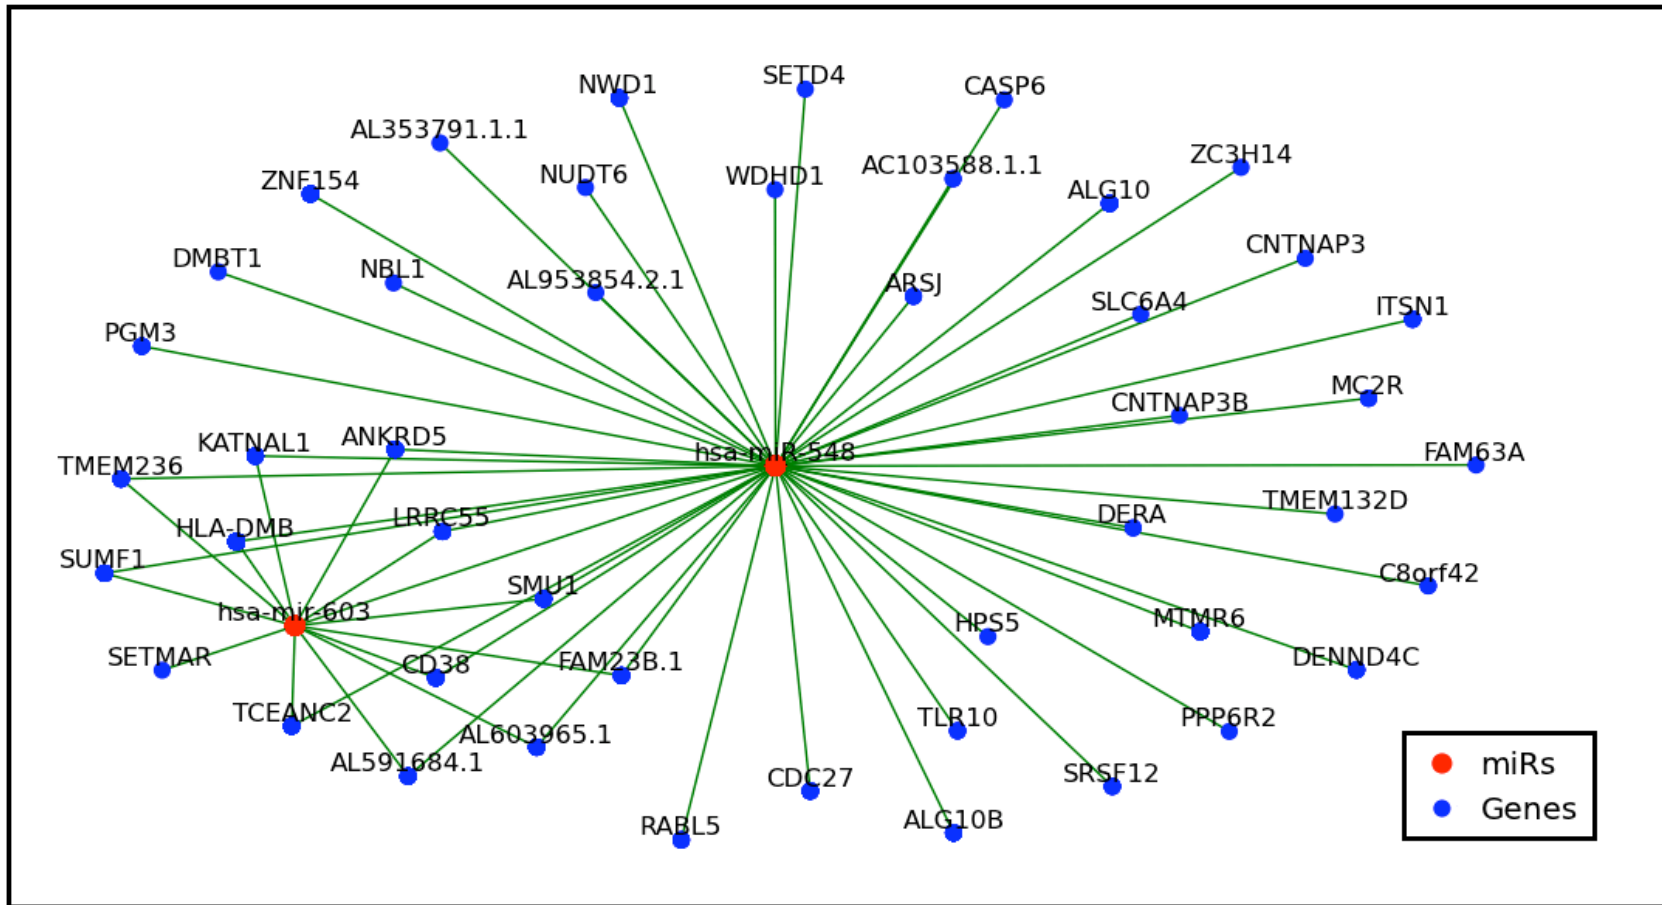 SETD4
NWD1
CASP6
AL353791.1.1
ZC3H14
AC103588.1.1
NUDT6
WDHD1
ZNF154
ALG10
CNTNAP3
DMBT1
NBL1
AL953854.2.1
ARSJ
SLC6A4
ITSN1
PGM3
MC2R
CNTNAP3B
KATNAL1
ANKRD5
hsa-miR-548
FAM63A
TMEM236
TMEM132D
HLA-DMB
LRRC55
DERA
SUMF1
C8orf42
SMU1
hsa-mir-603
HPS5
MTMR6
SETMAR
CD38
FAM23B.1
DENND4C
TCEANC2
TLR10
PPP6R2
AL603965.1
AL591684.1
CDC27
SRSF12
RABL5
ALG10B
miRs
Genes